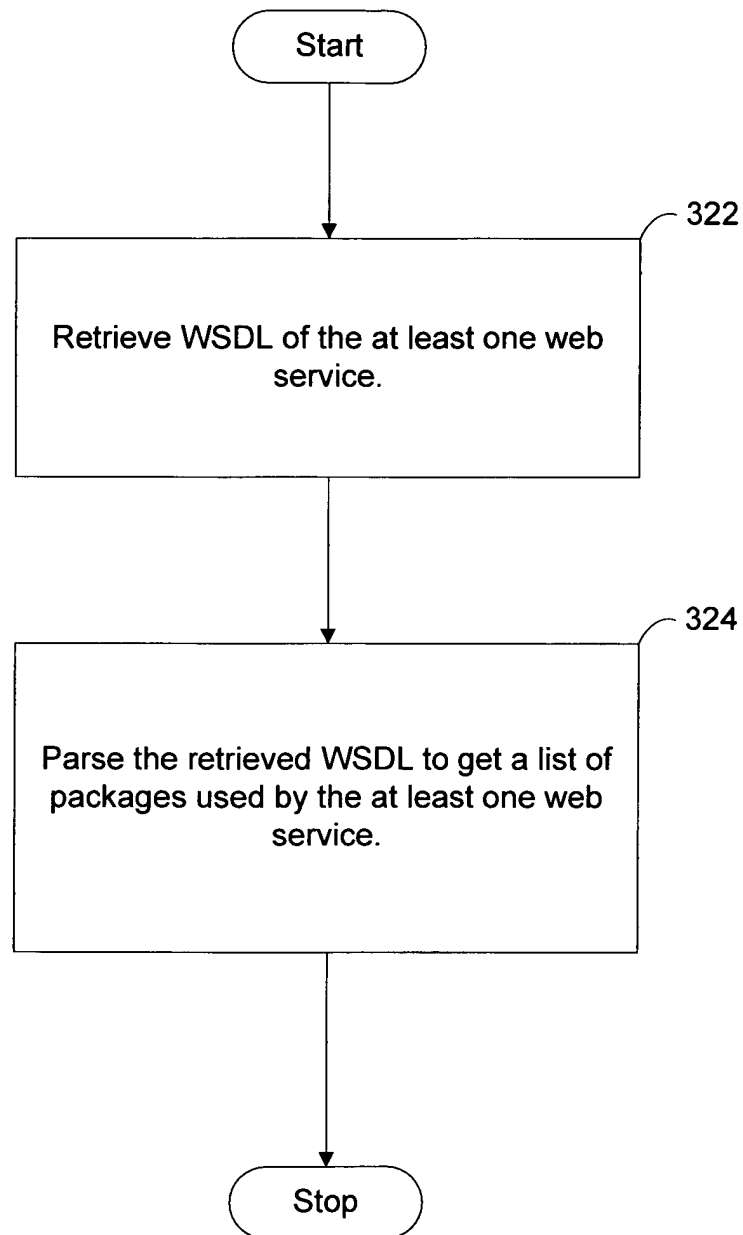 Start
322
Retrieve WSDL of the at least one web
service.
324
Parse the retrieved WSDL to get a list of
packages used by the at least one web
service.
Stop